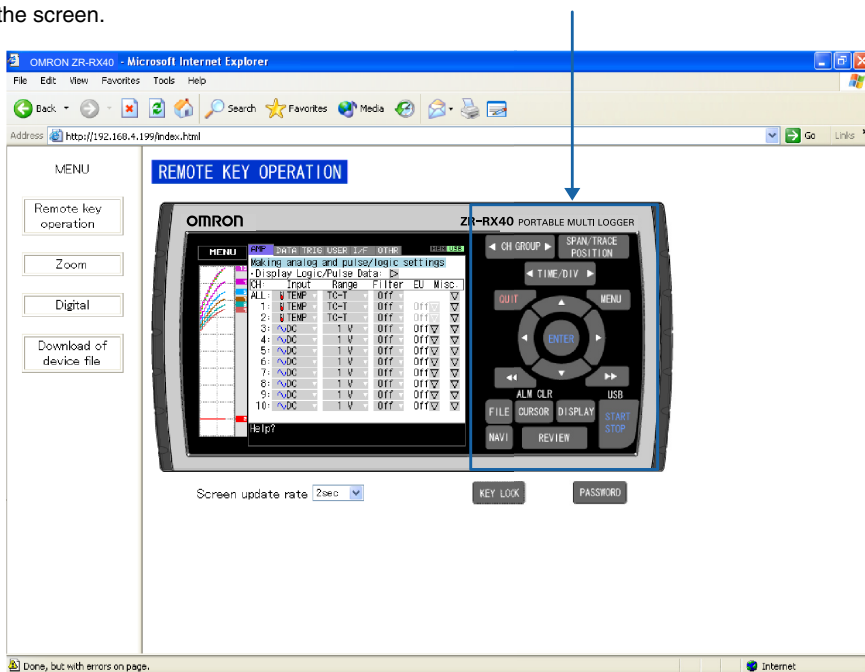 the screen.
OMRON ZR-RX40 - Microsoft Internet Explorer
File Edit View Favorites Tools Help
Back Search Favorites Media
Address http://192.168.4.199/index.html Go Links
MENU
Remote key
operation
Zoom
Digital
Download of
device file
REMOTE KEY OPERATION
OMRON ZR-RX40 PORTABLE MULTI LOGGER
MENU AMP DATA TRIG USER I/F OTHR MEM USB
Making analog and pulse/logic settings
·Display Logic/Pulse Data:
CH: Input Range Filter EU Misc.
ALL: TEMP TC-T Off
1: TEMP TC-T Off Off
2: TEMP TC-T Off Off
3: DC 1 V Off Off
4: DC 1 V Off Off
5: DC 1 V Off Off
6: DC 1 V Off Off
7: DC 1 V Off Off
8: DC 1 V Off Off
9: DC 1 V Off Off
10: DC 1 V Off Off
Help?
CH GROUP SPAN/TRACE
POSITION
TIME/DIV
QUIT MENU
ENTER
ALM CLR USB
FILE CURSOR DISPLAY START
STOP
NAVI REVIEW
Screen update rate 2sec
KEY LOCK PASSWORD
Done, but with errors on page. Internet